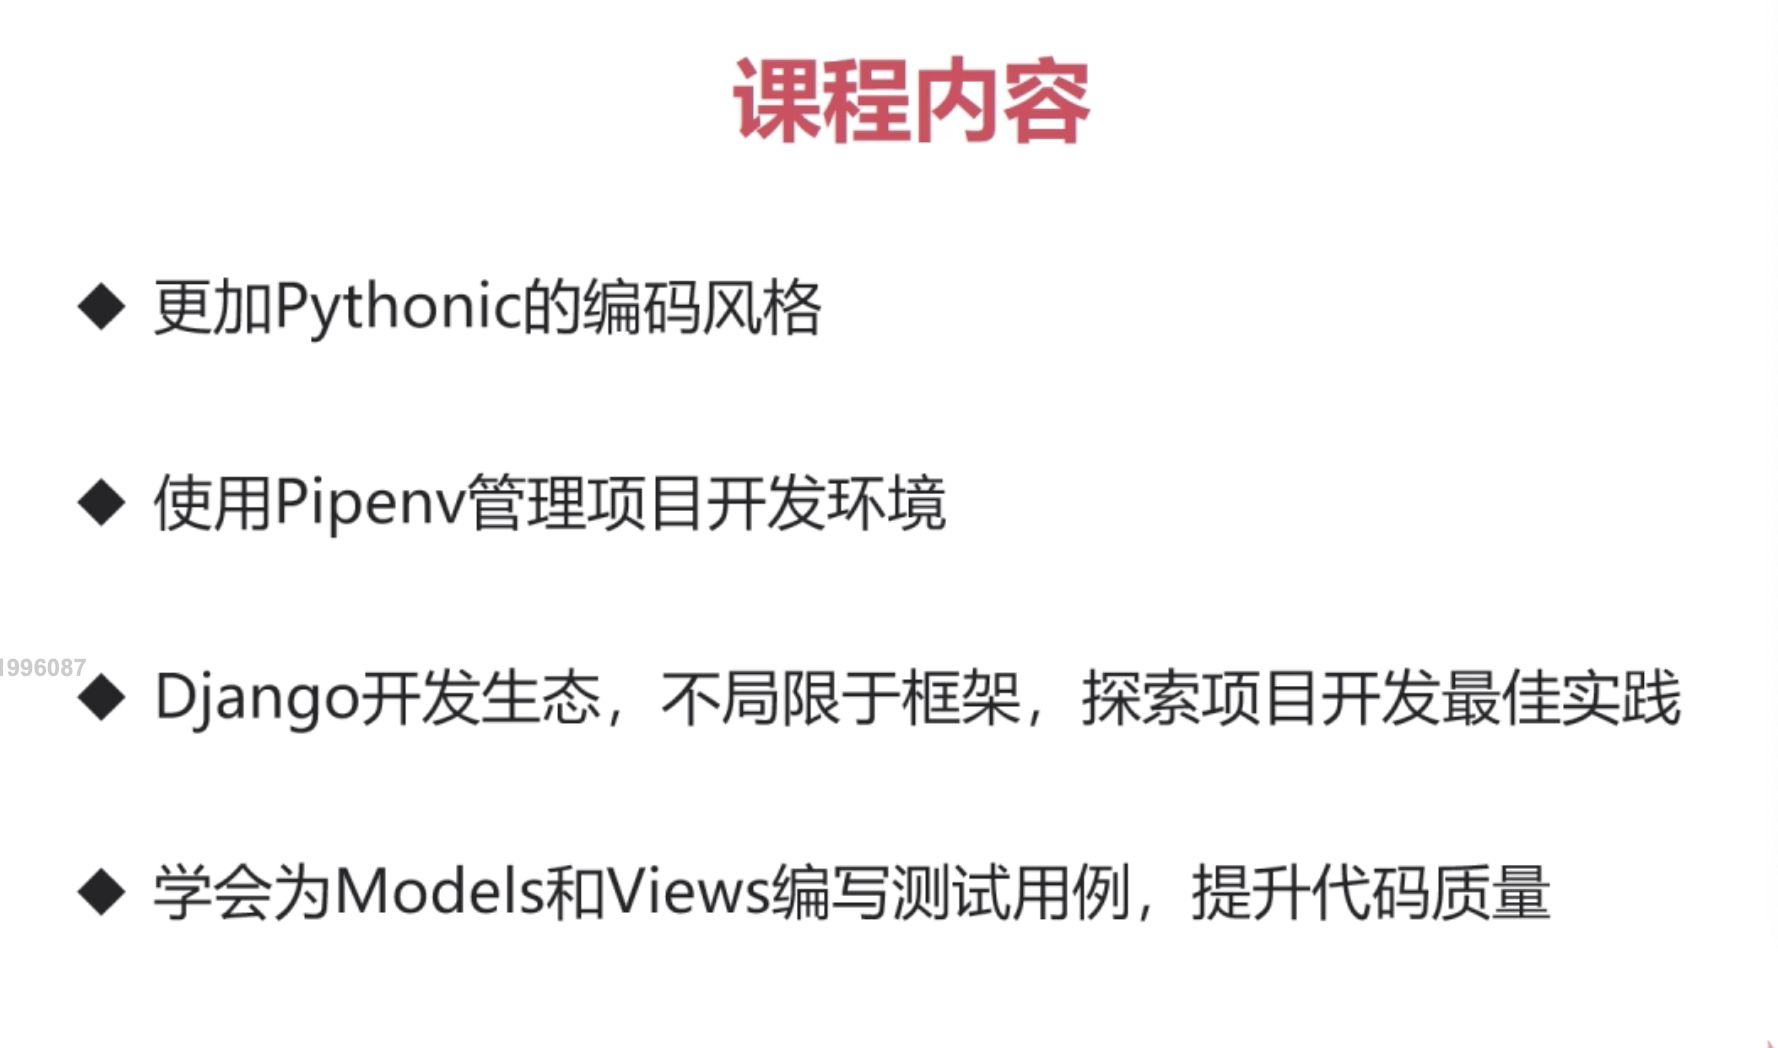 课程内容
◆ 更加Pythonic的编码风格
◆ 使用Pipenv管理项目开发环境
1996087
◆ Django开发生态，不局限于框架，探索项目开发最佳实践
◆ 学会为Models和Views编写测试用例，提升代码质量